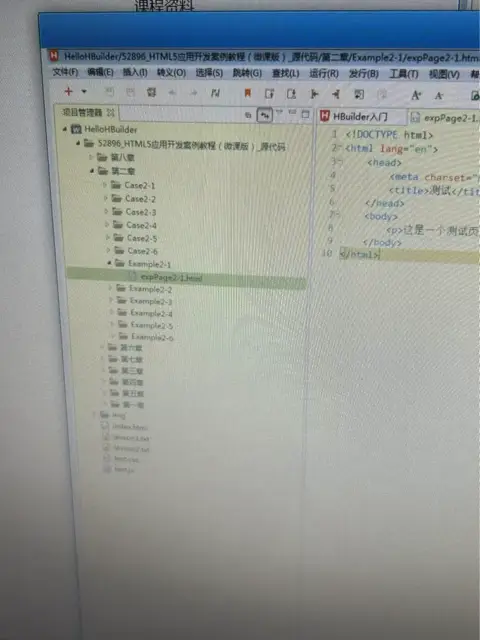 课程资料
HelloHBuilder/52896_HTML5应用开发案例教程（微课版）_源代码/第二章/Example2-1/expPage2-1.html
文件(F) 编辑(E) 插入(I) 转义(O) 选择(S) 跳转(G) 查找(L) 运行(R) 发行(B) 工具(T) 视图(V)
项目管理器
HBuilder入门
expPage2-1.
HelloHBuilder
52896_HTML5应用开发案例教程（微课版）_源代码
第八章
第二章
Case2-1
Case2-2
Case2-3
Case2-4
Case2-5
Case2-6
Example2-1
expPage2-1.html
Example2-2
Example2-3
Example2-4
Example2-5
Example2-6
第六章
第七章
第三章
第四章
第五章
第一章
img
index.html
1 <!DOCTYPE html>
2 <html lang="en">
3 <head>
4 <meta charset="
5 <title>测试</tit
6 </head>
7 <body>
8 <p>这是一个测试页
9 </body>
10 </html>